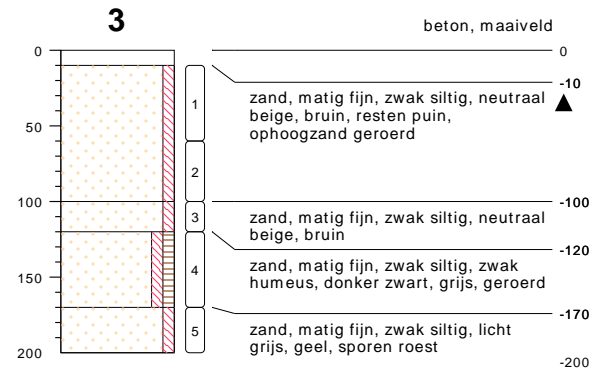 3
beton, maaiveld
0
0
-10
zand, matig fijn, zwak siltig, neutraal
beige, bruin, resten puin,
ophoogzand geroerd
1
50
2
100
-100
3
zand, matig fijn, zwak siltig, neutraal
beige, bruin
-120
zand, matig fijn, zwak siltig, zwak
humeus, donker zwart, grijs, geroerd
4
150
-170
zand, matig fijn, zwak siltig, licht
grijs, geel, sporen roest
5
200
-200